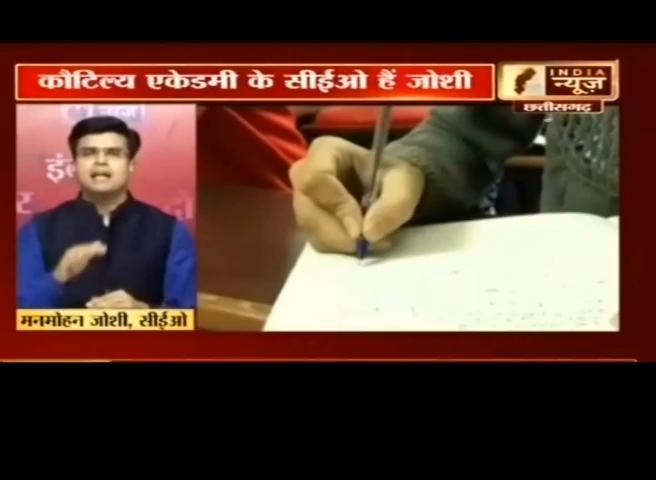 कौटिल्य एकेडमी के सीईओ हैं जोशी
INDIA
न्यूज़
छत्तीसगढ़
मनमोहन जोशी, सीईओ